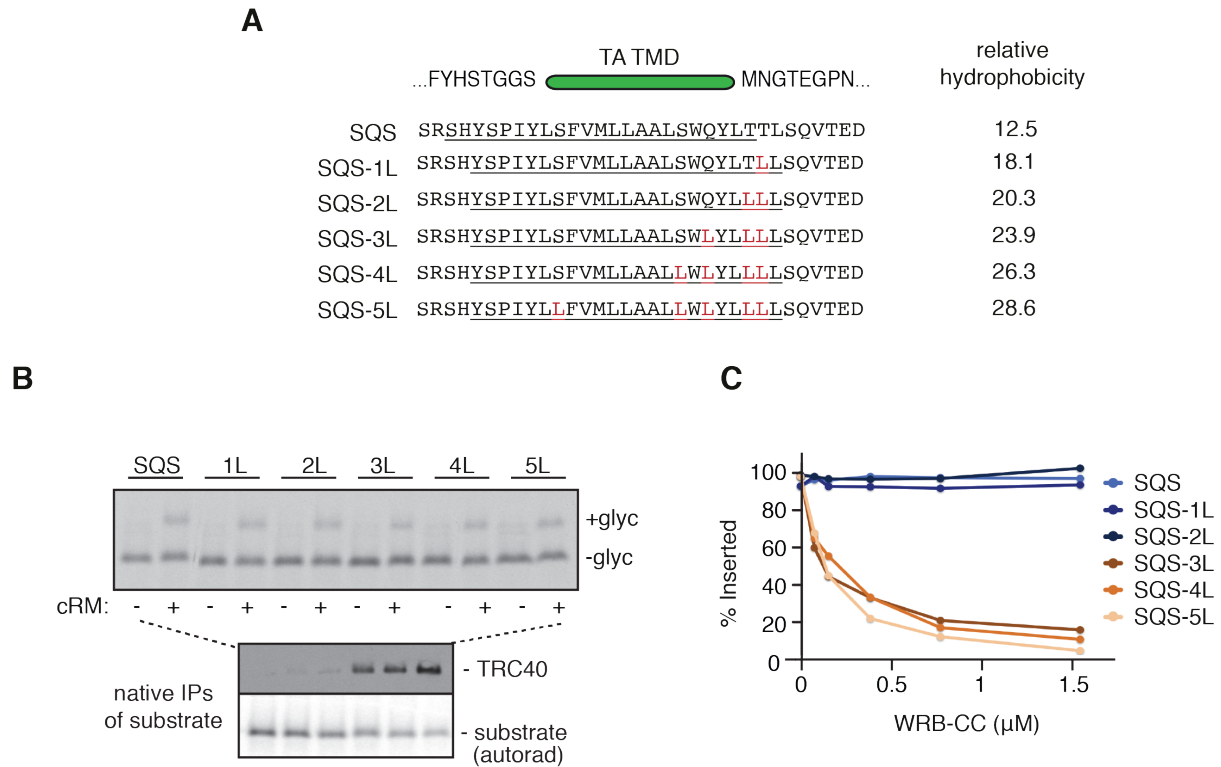 A
TA TMD
relative
hydrophobicity
...FYHSTGGS MNGTEGPN...
SQS SRSHYSPIYLSFVMLLAALSWQYLTTLSQVTED 12.5
SQS-1L SRSHYSPIYLSFVMLLAALSWQYLTLLSQVTED 18.1
SQS-2L SRSHYSPIYLSFVMLLAALSWQYLLLLSQVTED 20.3
SQS-3L SRSHYSPIYLSFVMLLAALSWLYLLLLSQVTED 23.9
SQS-4L SRSHYSPIYLSFVMLLAALLWLYLLLLSQVTED 26.3
SQS-5L SRSHYSPIYLLFVMLLAALLWLYLLLLSQVTED 28.6
B
SQS 1L 2L 3L 4L 5L
+glyc
-glyc
cRM: - + - + - + - + - + - +
native IPs
of substrate
- TRC40
- substrate
(autorad)
C
% Inserted
100
80
60
40
20
0
0 0.5 1 1.5
WRB-CC (μM)
SQS
SQS-1L
SQS-2L
SQS-3L
SQS-4L
SQS-5L